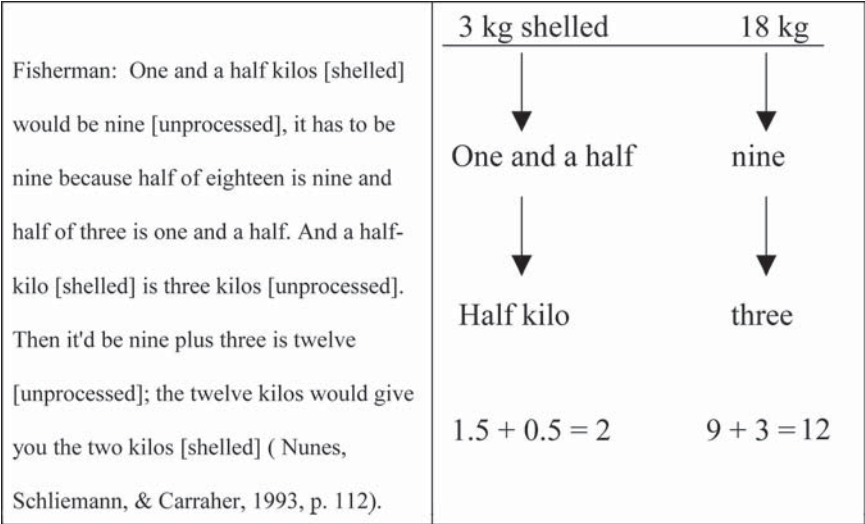 Fisherman: One and a half kilos [shelled]
would be nine [unprocessed], it has to be
nine because half of eighteen is nine and
half of three is one and a half. And a half-
kilo [shelled] is three kilos [unprocessed].
Then it'd be nine plus three is twelve
[unprocessed]; the twelve kilos would give
you the two kilos [shelled] ( Nunes,
Schliemann, & Carraher, 1993, p. 112).
3 kg shelled 18 kg
One and a half nine
Half kilo three
1.5 + 0.5 = 2 9 + 3 = 12